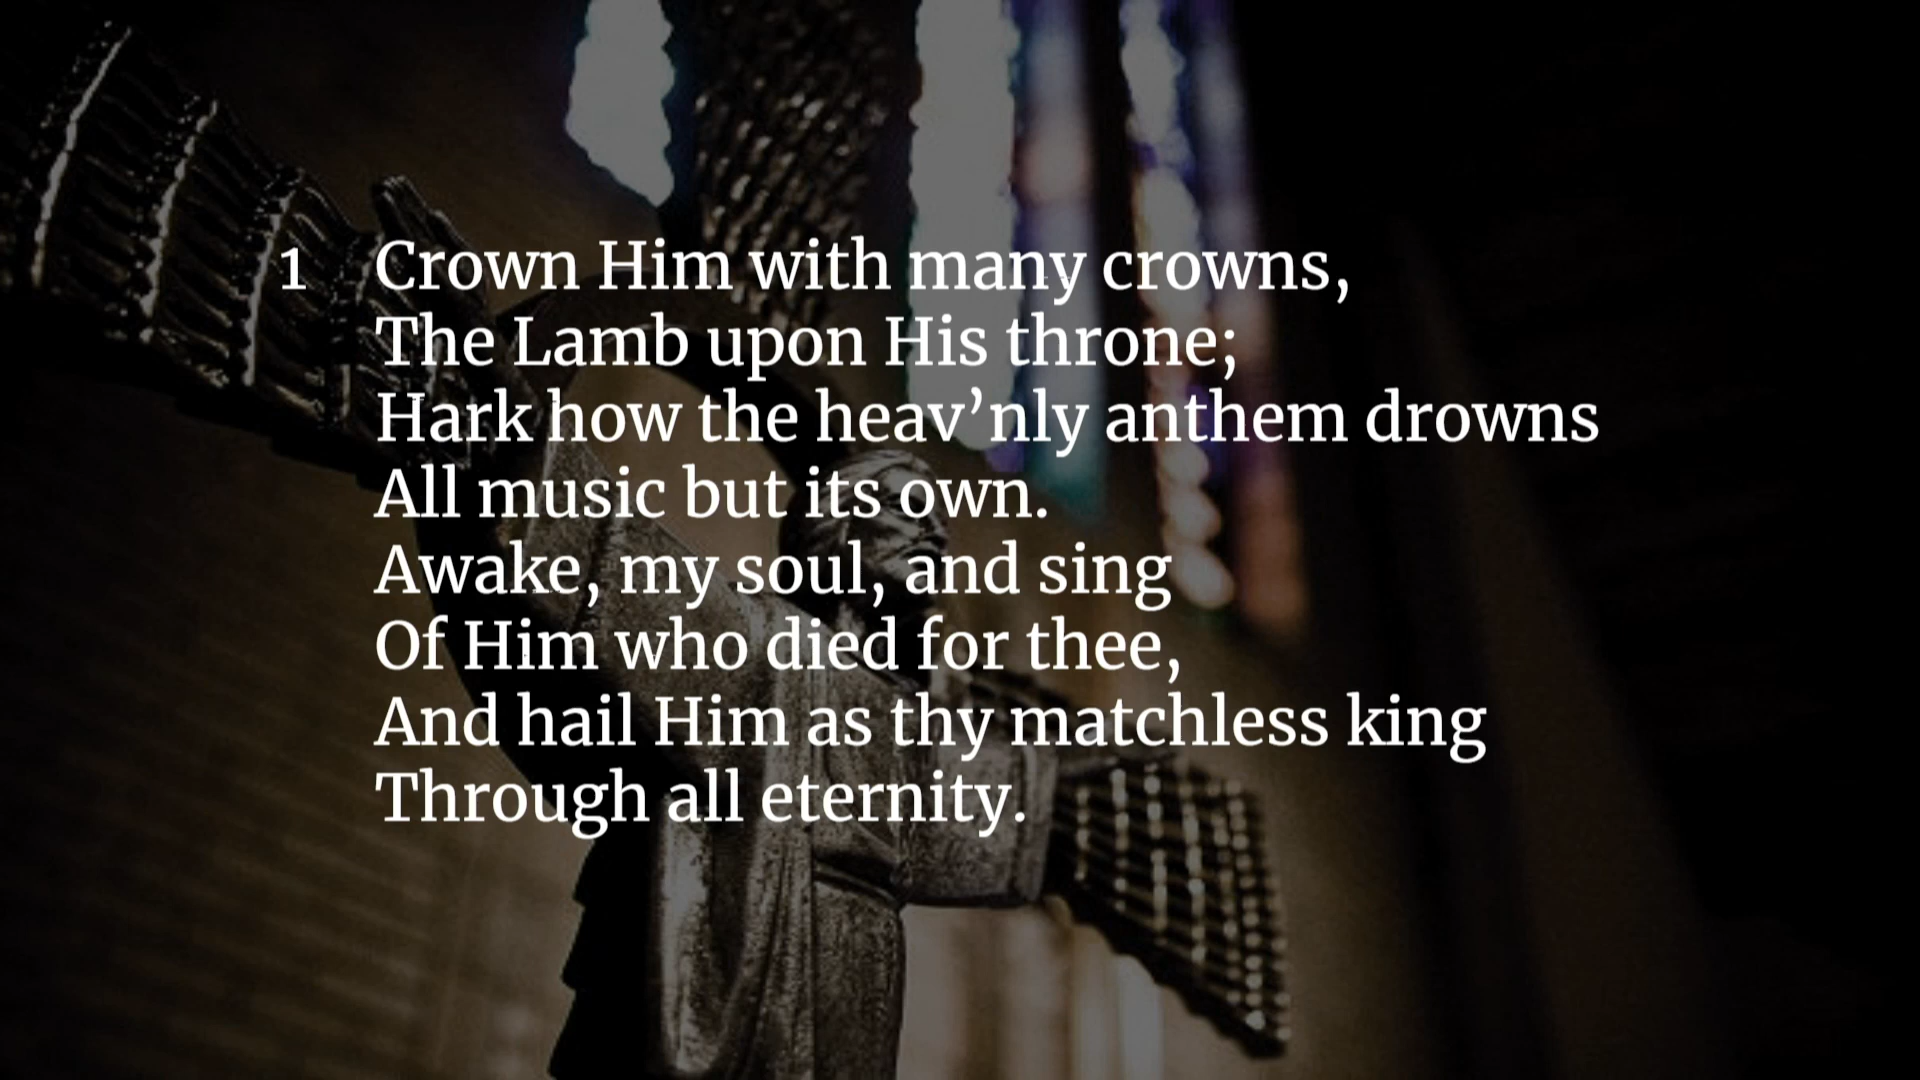 1 Crown Him with many crowns,
The Lamb upon His throne;
Hark how the heav’nly anthem drowns
All music but its own.
Awake, my soul, and sing
Of Him who died for thee,
And hail Him as thy matchless king
Through all eternity.